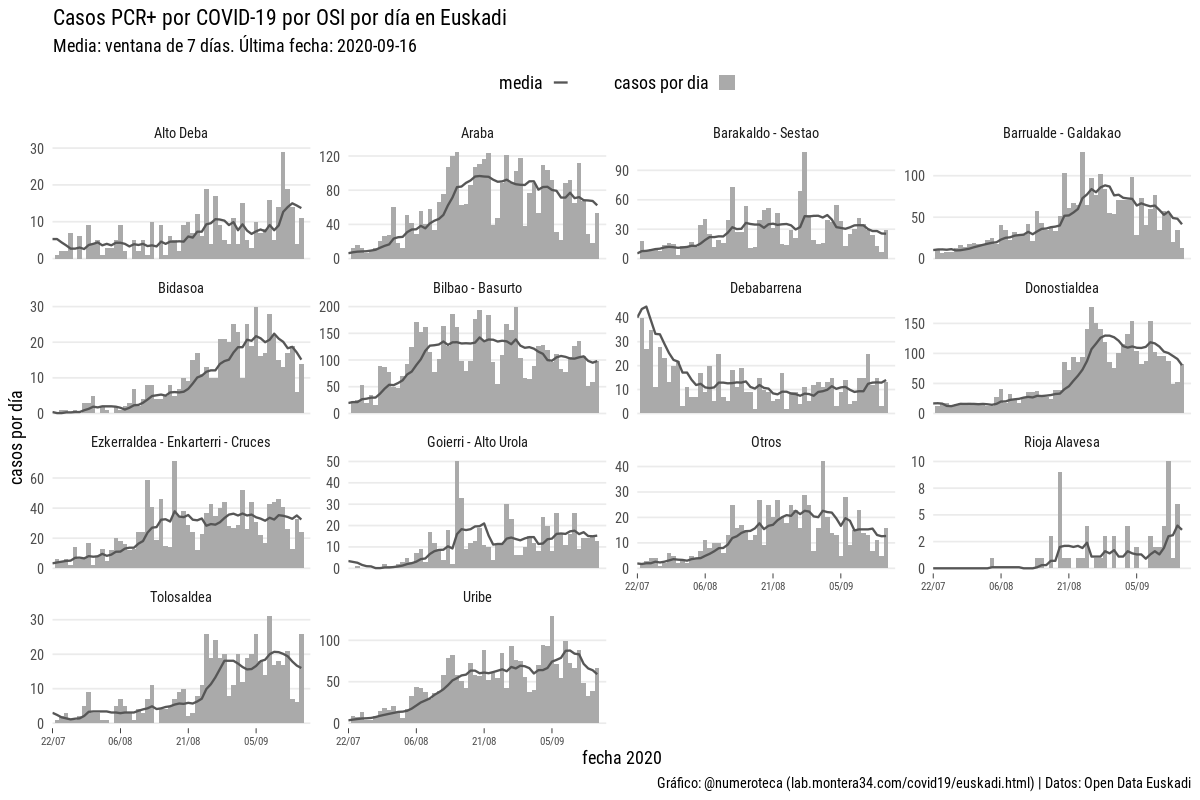 Casos PCR+ por COVID-19 por OSI por día en Euskadi
Media: ventana de 7 días. Última fecha: 2020-09-16
media
casos por dia
Alto Deba
Araba
Barakaldo - Sestao
Barrualde - Galdakao
30
20
10
0
120
80
40
0
90
60
30
0
100
50
0
Bidasoa
Bilbao - Basurto
Debabarrena
Donostialdea
30
20
10
0
200
150
100
50
0
40
30
20
10
0
150
100
50
0
casos por día
Ezkerraldea - Enkarterri - Cruces
Goierri - Alto Urola
Otros
Rioja Alavesa
60
40
20
0
50
40
30
20
10
0
40
30
20
10
0
10
8
5
2
0
22/07 06/08 21/08 05/09
22/07 06/08 21/08 05/09
Tolosaldea
Uribe
30
20
10
0
100
50
0
22/07 06/08 21/08 05/09
22/07 06/08 21/08 05/09
fecha 2020
Gráfico: @numeroteca (lab.montera34.com/covid19/euskadi.html) | Datos: Open Data Euskadi